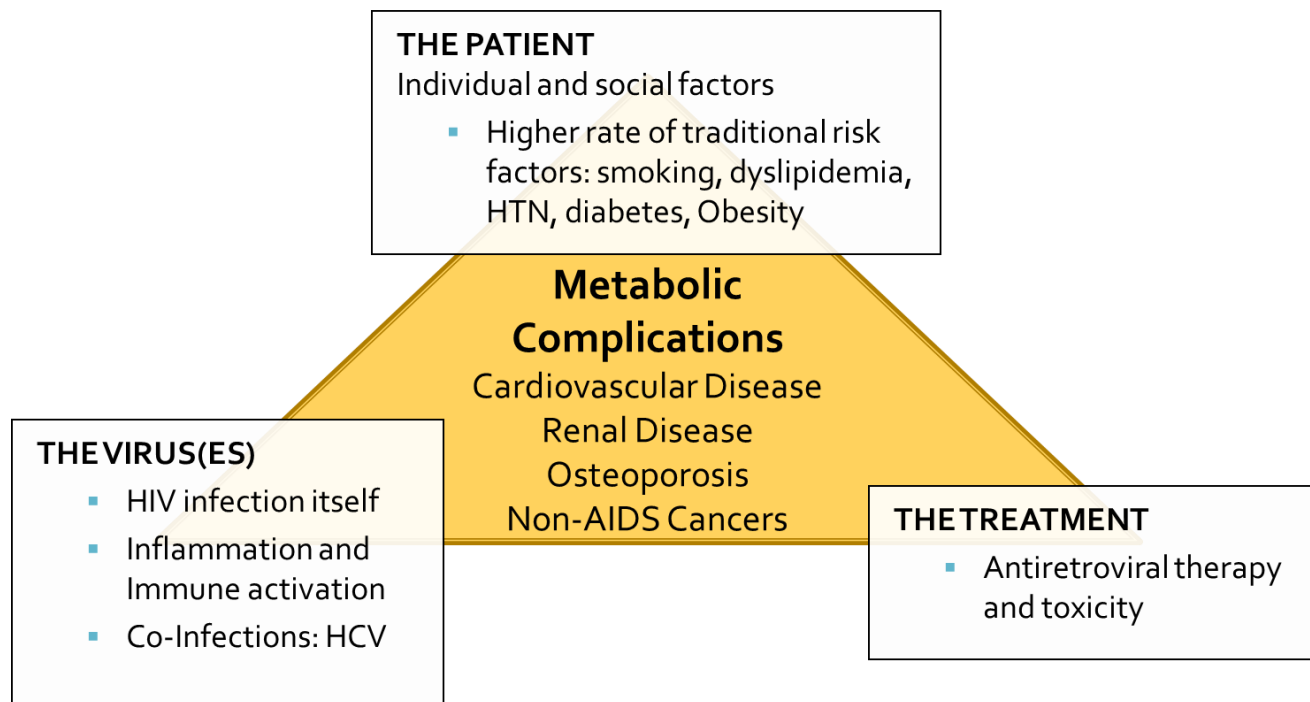 THE PATIENT
Individual and social factors
▪ Higher rate of traditional risk
factors: smoking, dyslipidemia,
HTN, diabetes, Obesity
Metabolic
Complications
Cardiovascular Disease
Renal Disease
Osteoporosis
Non-AIDS Cancers
THE VIRUS(ES)
▪ HIV infection itself
▪ Inflammation and
Immune activation
▪ Co-Infections: HCV
THE TREATMENT
▪ Antiretroviral therapy
and toxicity